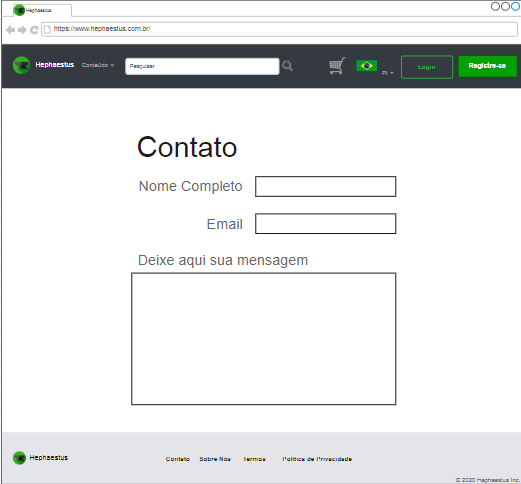 Hephaestus
https://www.hephaestus.com.br/
Hephaestus Conteúdo Pesquisar Pt Login Registre-se
Contato
Nome Completo
Email
Deixe aqui sua mensagem
Hephaestus Contato Sobre Nós Termos Política de Privacidade
© 2020 Hephaestus Inc.